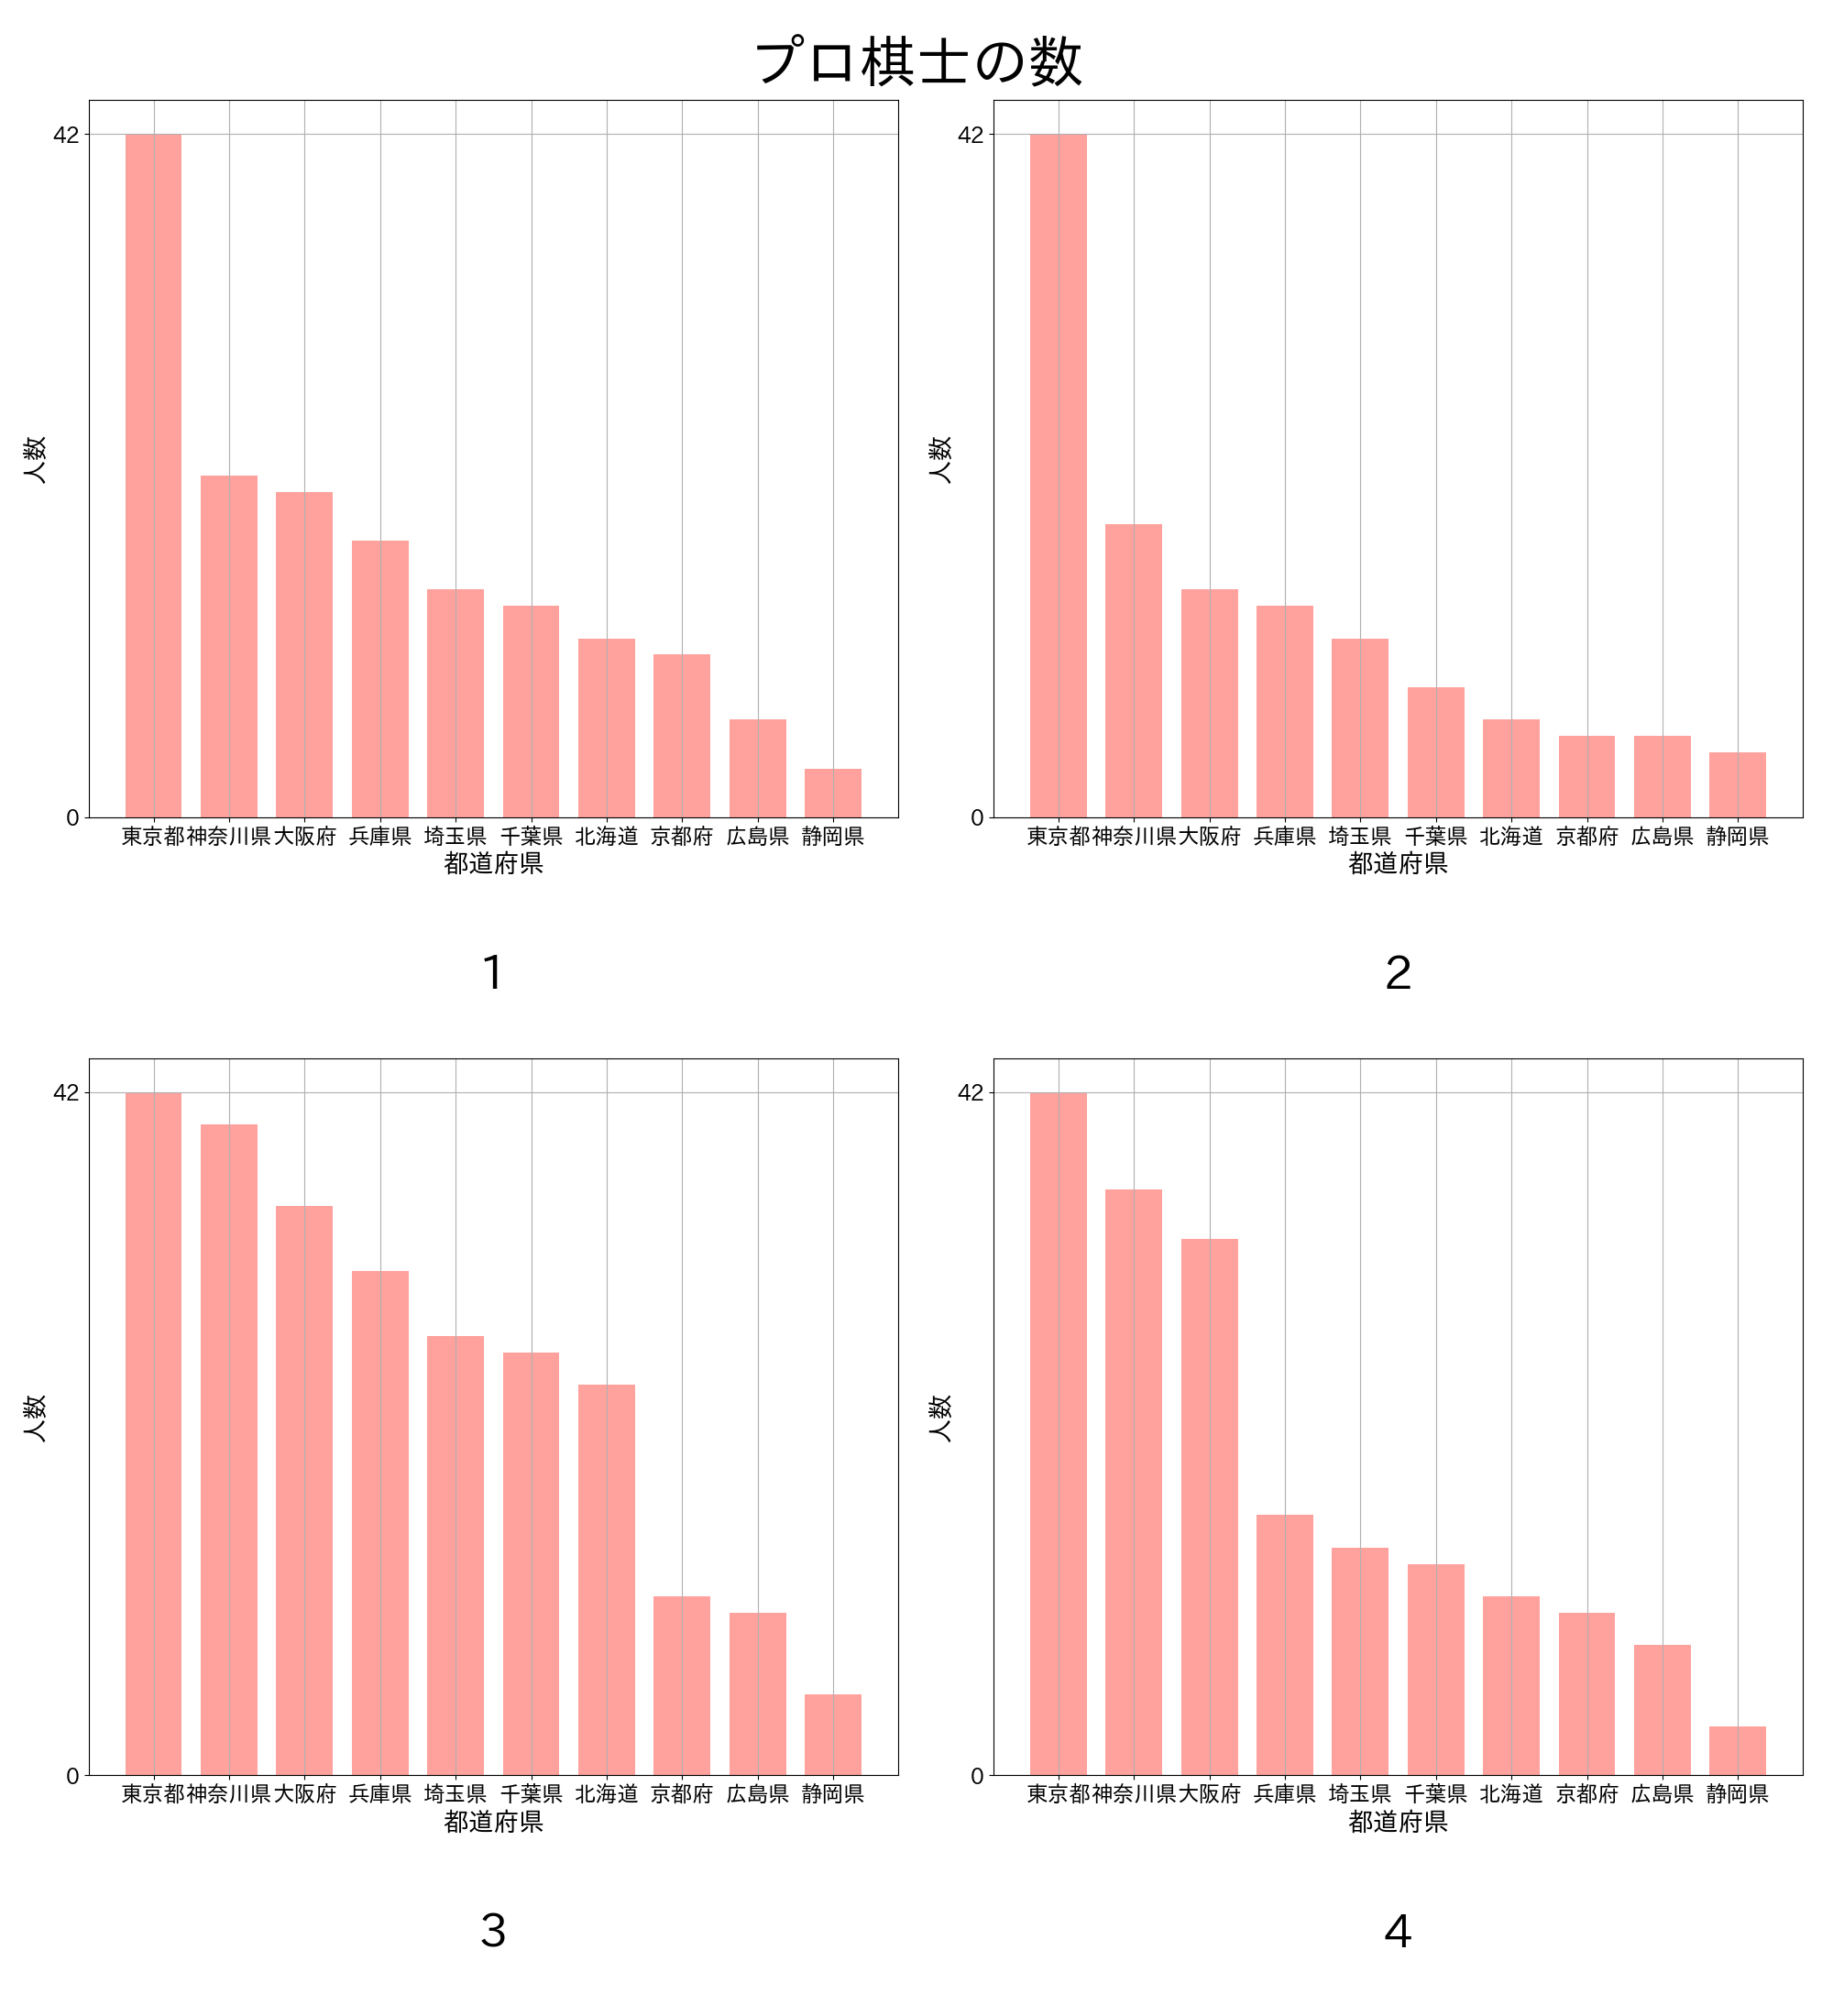 プロ棋士の数
42
人数
0
東京都 神奈川県 大阪府 兵庫県 埼玉県 千葉県 北海道 京都府 広島県 静岡県
都道府県
1
42
人数
0
東京都 神奈川県 大阪府 兵庫県 埼玉県 千葉県 北海道 京都府 広島県 静岡県
都道府県
2
42
人数
0
東京都 神奈川県 大阪府 兵庫県 埼玉県 千葉県 北海道 京都府 広島県 静岡県
都道府県
3
42
人数
0
東京都 神奈川県 大阪府 兵庫県 埼玉県 千葉県 北海道 京都府 広島県 静岡県
都道府県
4